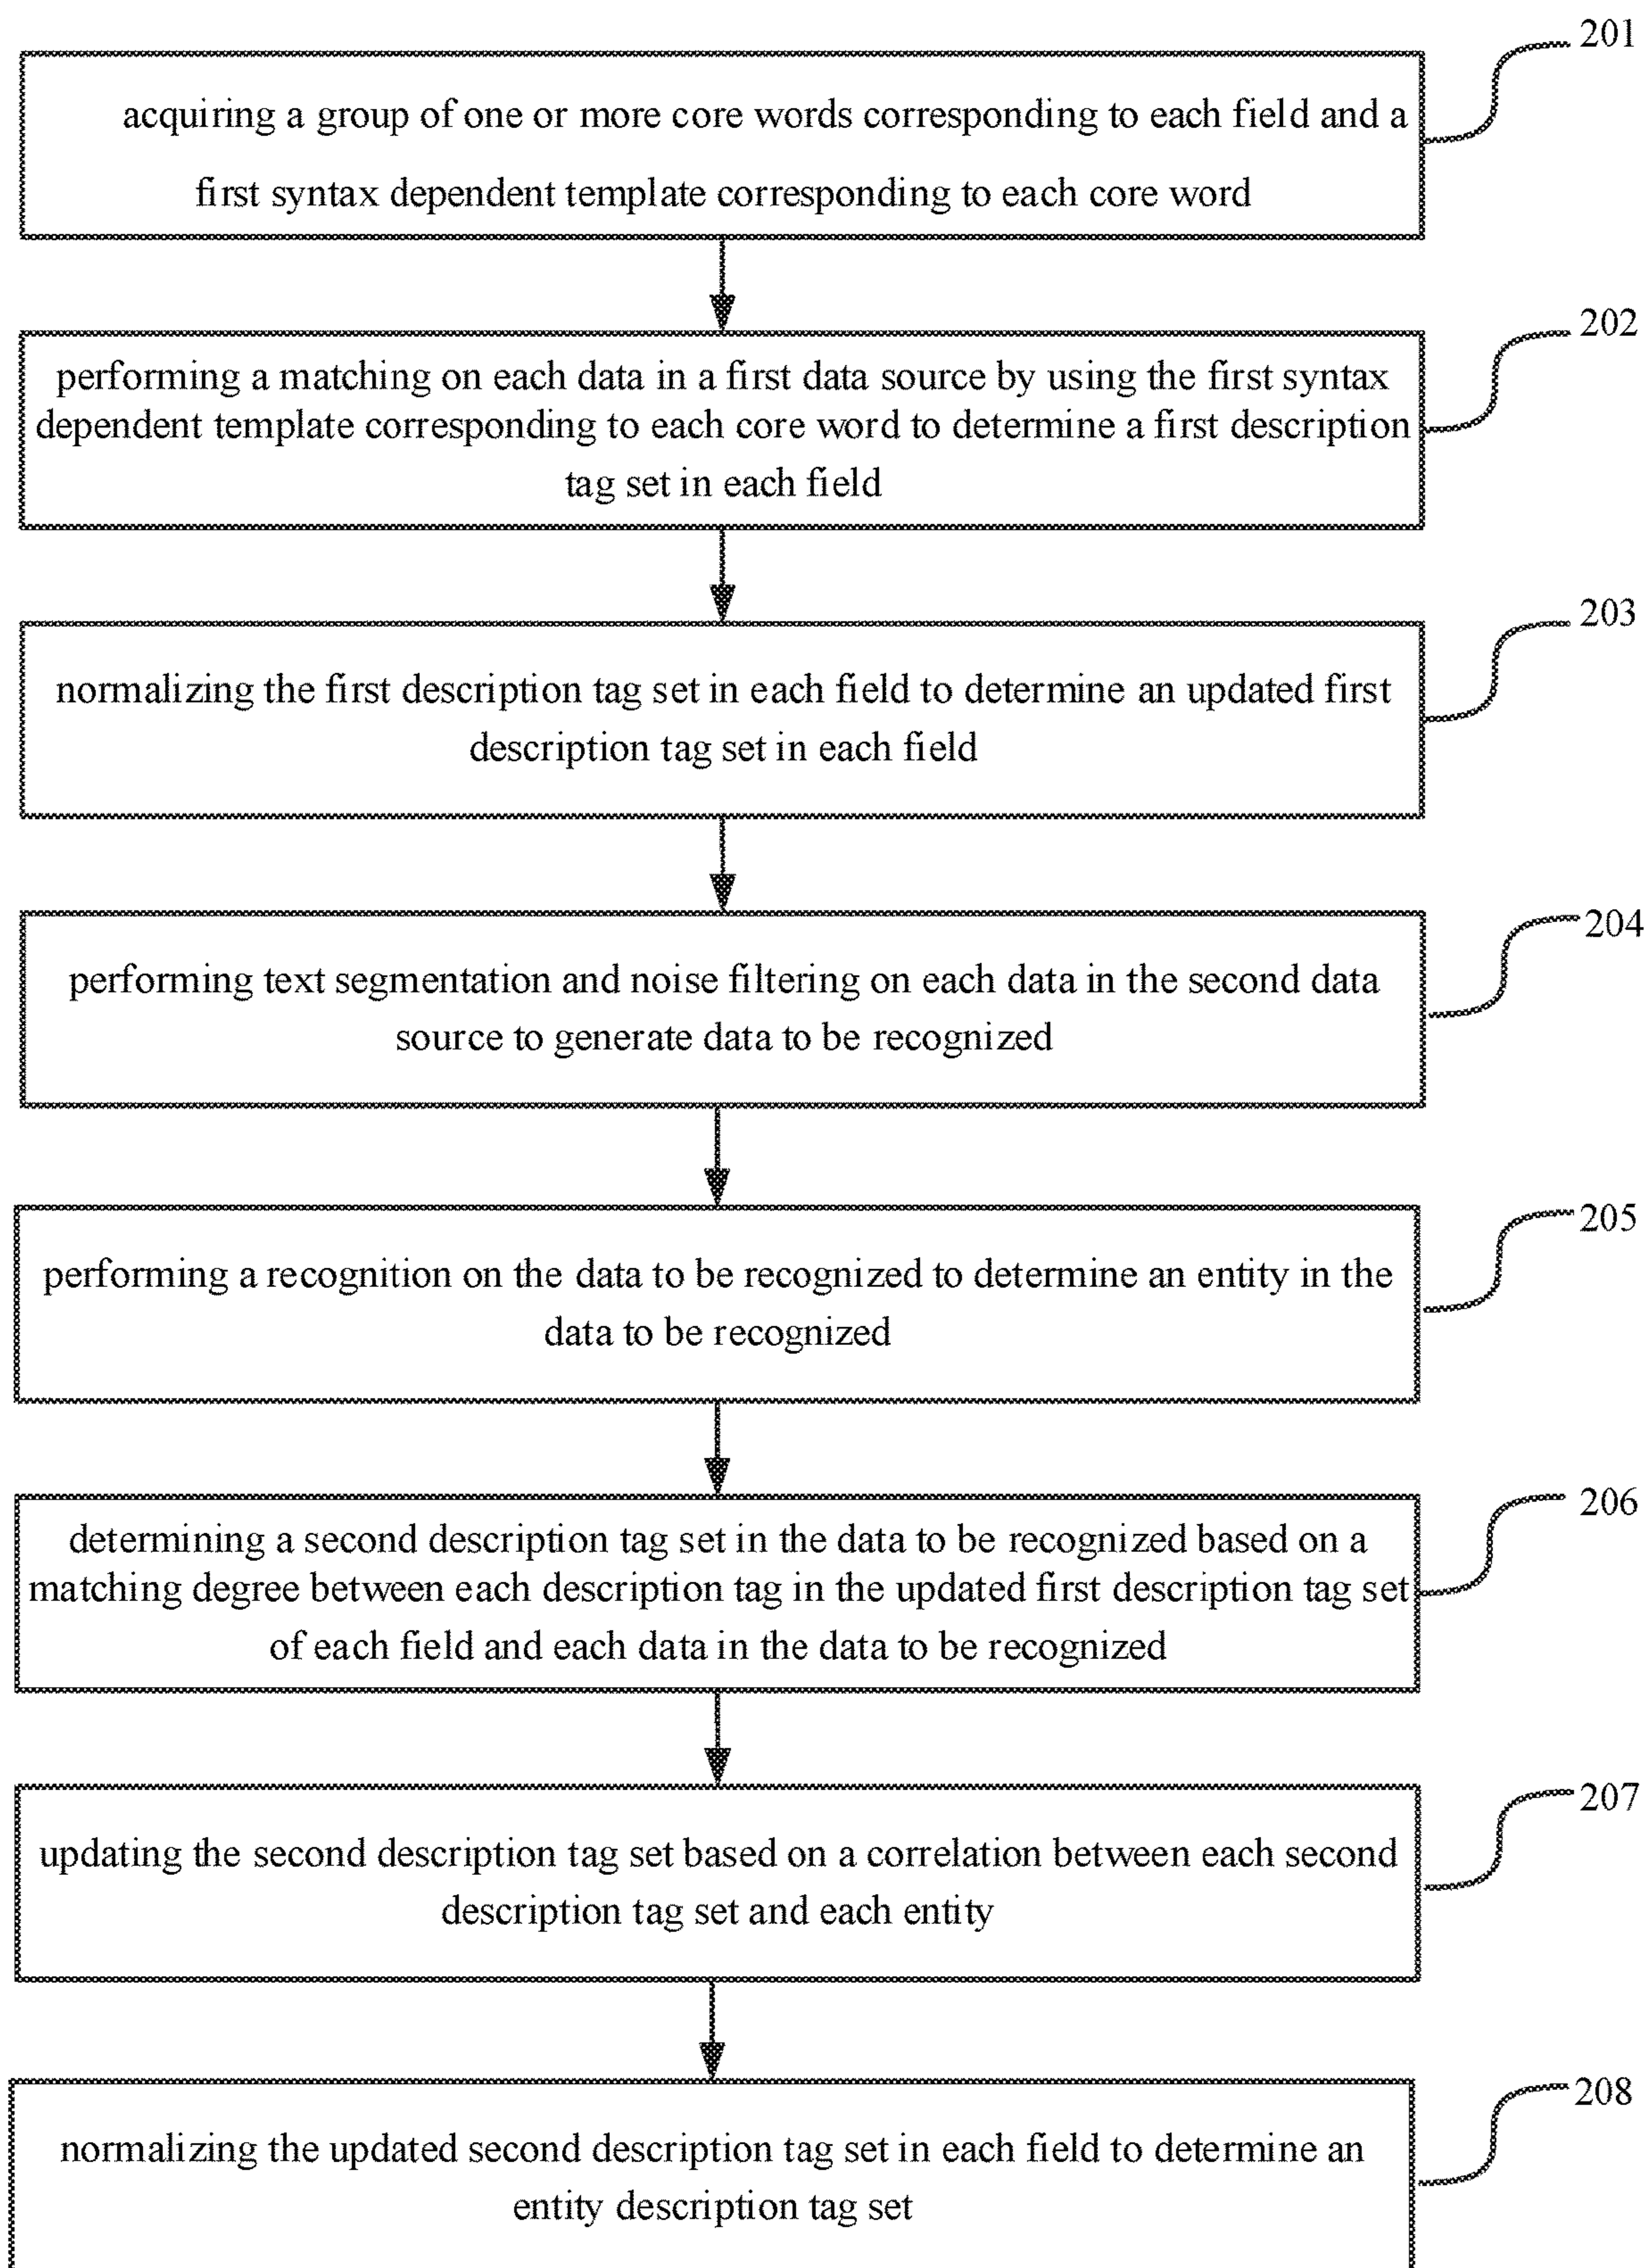 201
acquiring a group of one or more core words corresponding to each field and a
first syntax dependent template corresponding to each core word
202
performing a matching on each data in a first data source by using the first syntax
dependent template corresponding to each core word to determine a first description
tag set in each field
203
normalizing the first description tag set in each field to determine an updated first
description tag set in each field
204
performing text segmentation and noise filtering on each data in the second data
source to generate data to be recognized
205
performing a recognition on the data to be recognized to determine an entity in the
data to be recognized
206
determining a second description tag set in the data to be recognized based on a
matching degree between each description tag in the updated first description tag set
of each field and each data in the data to be recognized
207
updating the second description tag set based on a correlation between each second
description tag set and each entity
208
normalizing the updated second description tag set in each field to determine an
entity description tag set